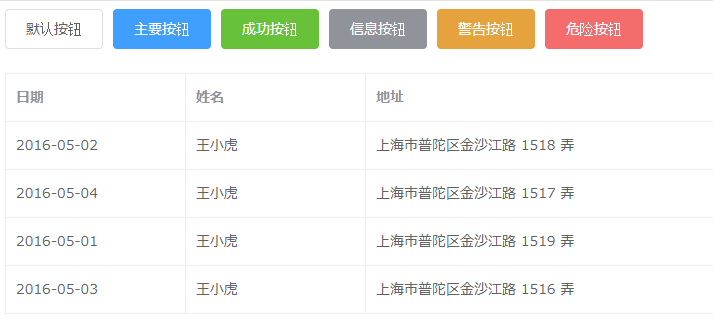 默认按钮 主要按钮 成功按钮 信息按钮 警告按钮 危险按钮
日期 姓名 地址
2016-05-02 王小虎 上海市普陀区金沙江路 1518 弄
2016-05-04 王小虎 上海市普陀区金沙江路 1517 弄
2016-05-01 王小虎 上海市普陀区金沙江路 1519 弄
2016-05-03 王小虎 上海市普陀区金沙江路 1516 弄